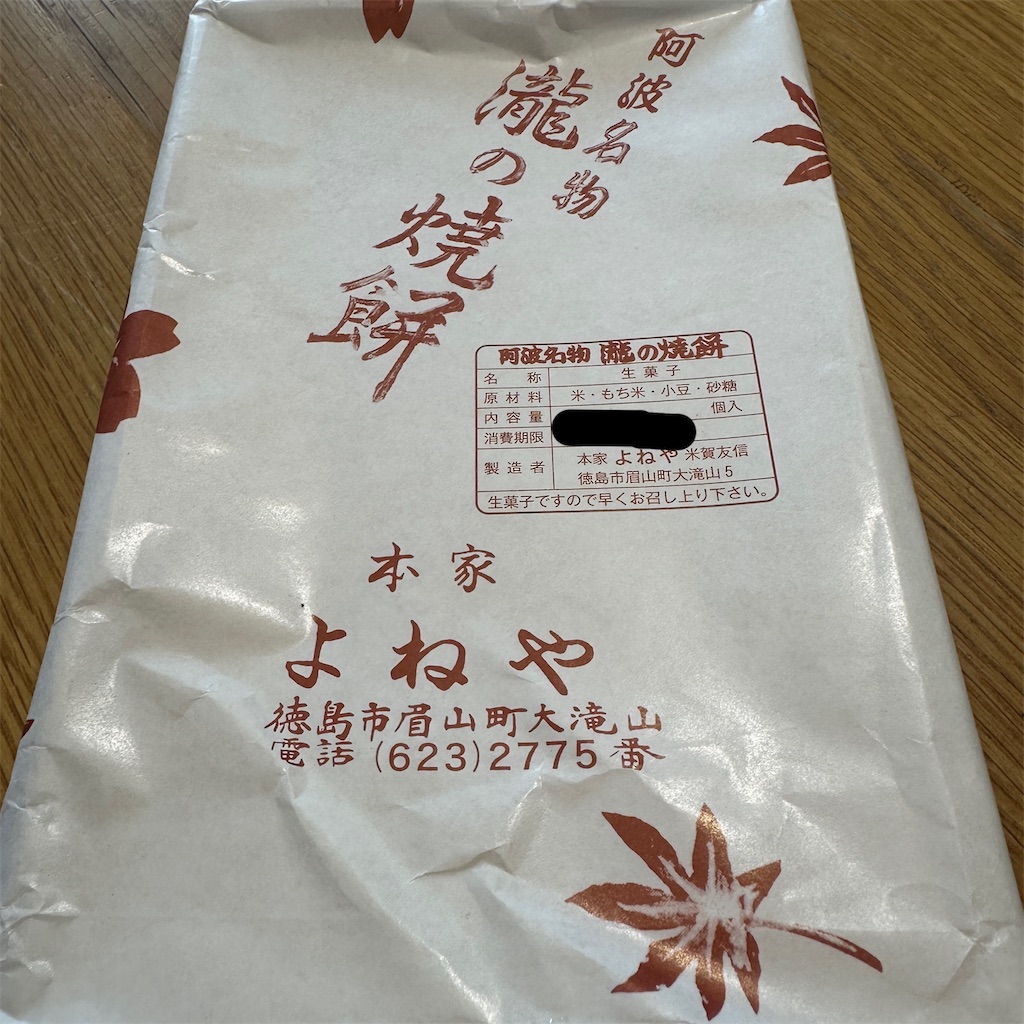 阿波名物
瀧の焼餅
阿波名物 瀧の焼餅
名称 生菓子
原材料 米・もち米・小豆・砂糖
内容量 個入
消費期限
製造者 本家 よねや 米賀友信
徳島市眉山町大滝山5
生菓子ですので早くお召し上り下さい。
本家
よねや
徳島市眉山町大滝山
電話(623)2775番